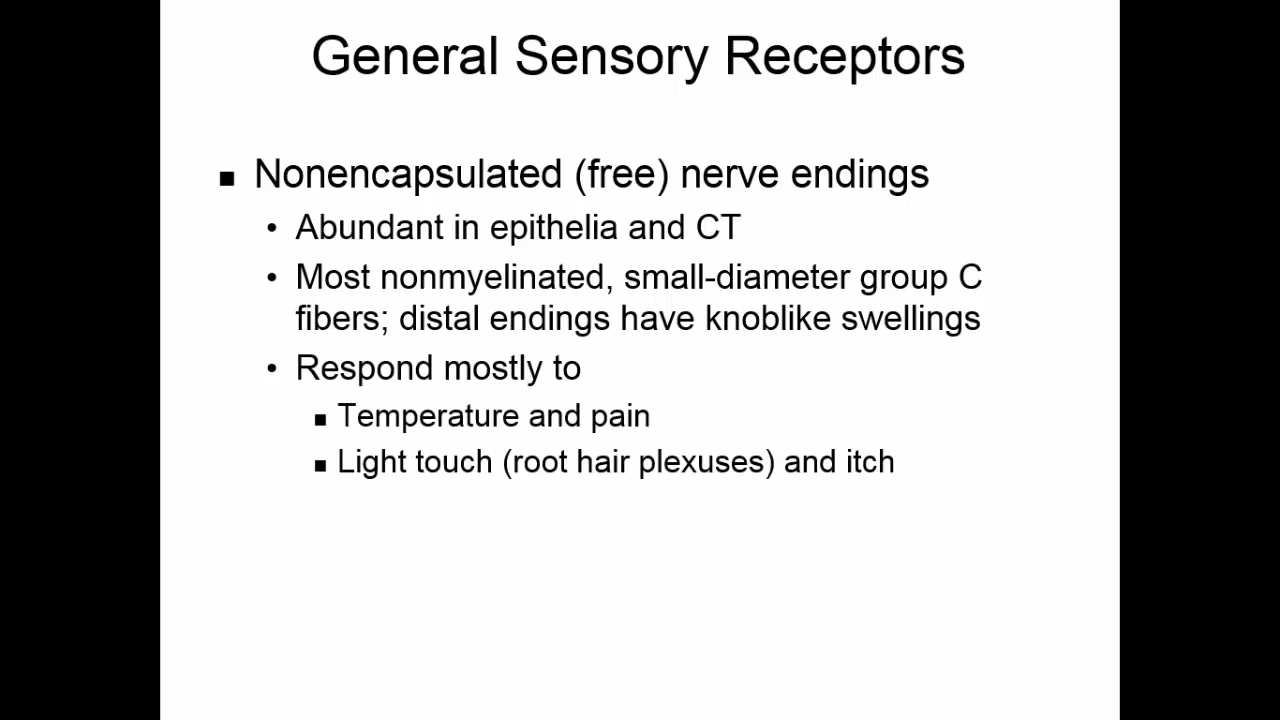 General Sensory Receptors
▪ Nonencapsulated (free) nerve endings
• Abundant in epithelia and CT
• Most nonmyelinated, small-diameter group C
fibers; distal endings have knoblike swellings
• Respond mostly to
▪ Temperature and pain
▪ Light touch (root hair plexuses) and itch